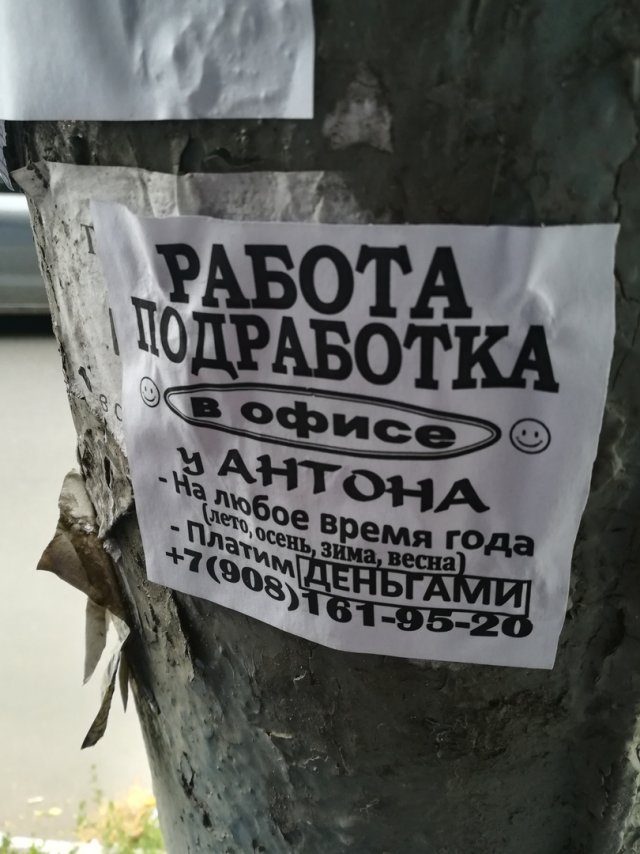 РАБОТА
ПОДРАБОТКА
в офисе
у АНТОНА
- На любое время года
(лето, осень, зима, весна)
- Платим ДЕНЬГАМИ
+7(908)161-95-20